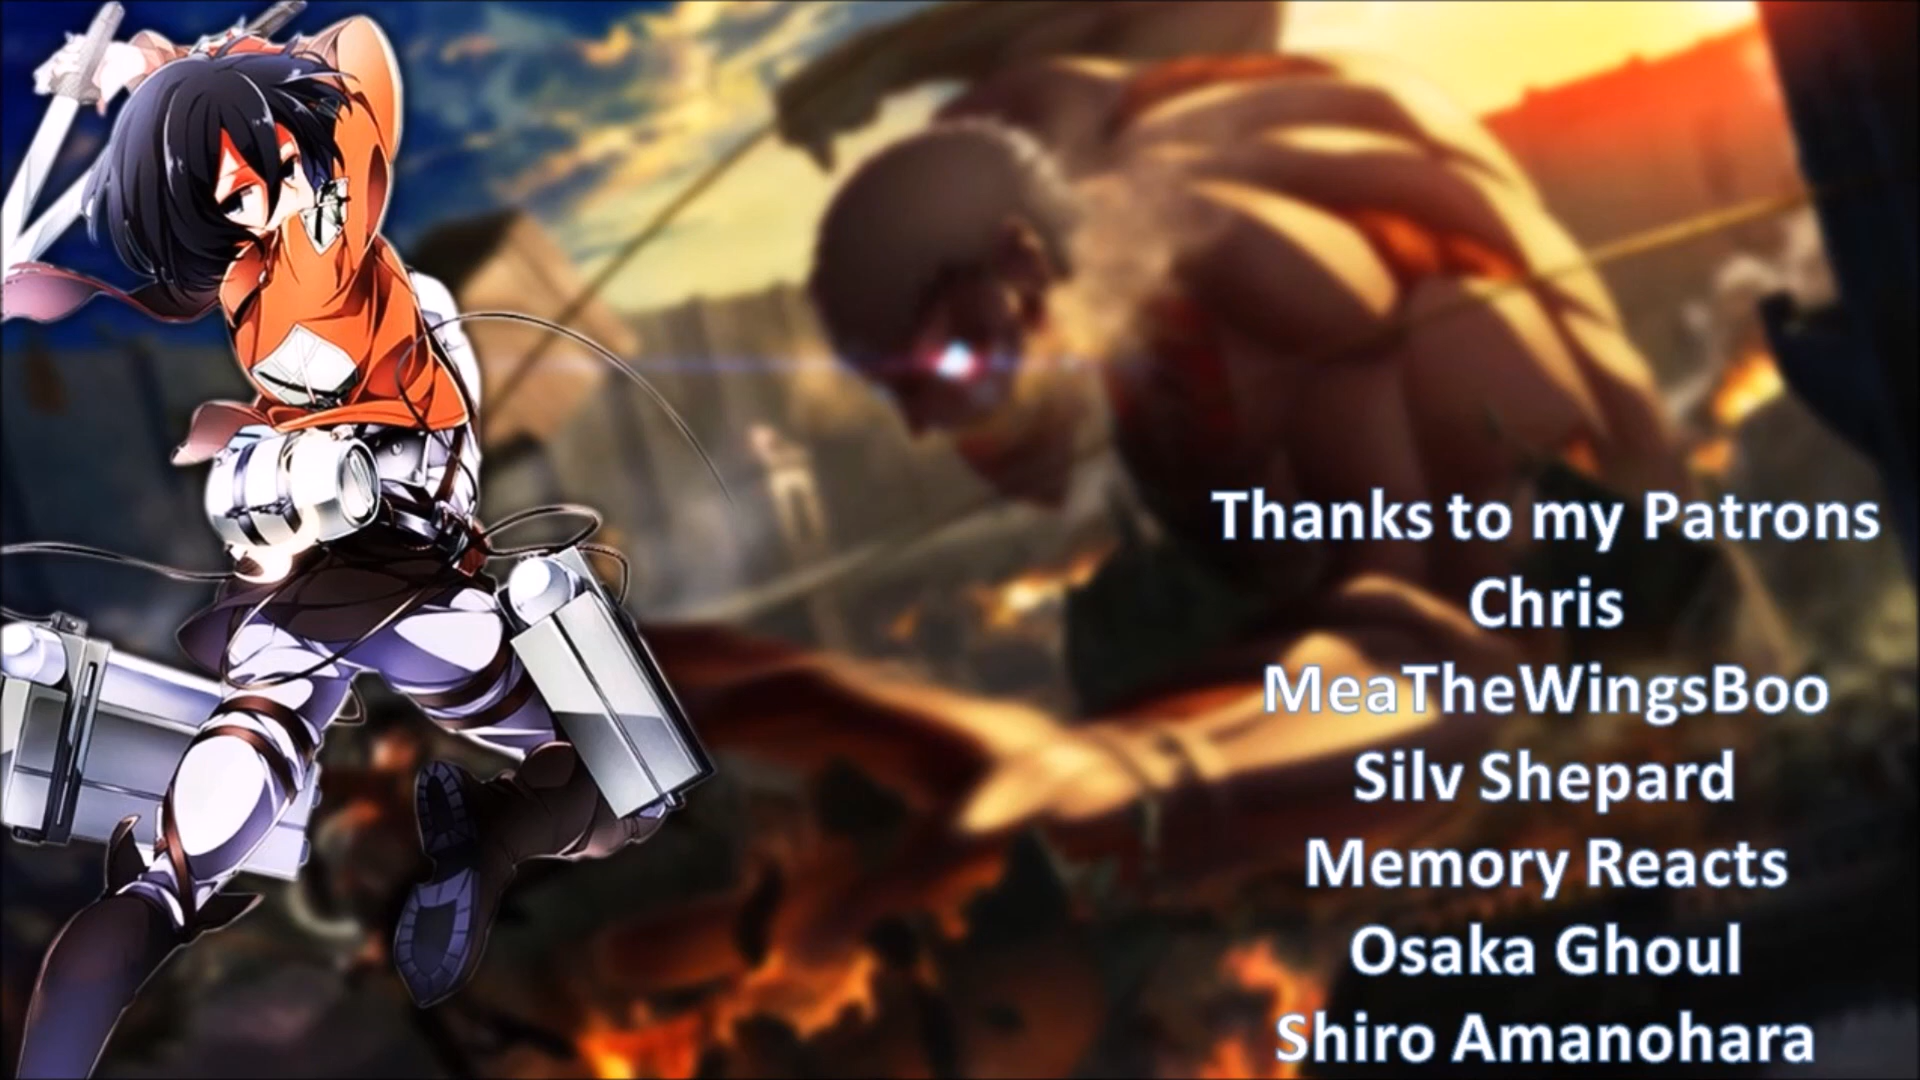 Thanks to my Patrons
Chris
MeaTheWingsBoo
Silv Shepard
Memory Reacts
Osaka Ghoul
Shiro Amanohara